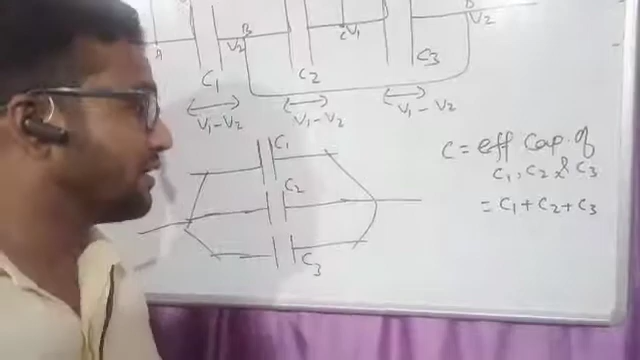 A V₂ B C V₁ B V₂
C₁ C₂ C₃
V₁-V₂ V₁-V₂ V₁-V₂
C₁
C₂
C₃
C = eff cap. of
C₁, C₂ & C₃
= C₁ + C₂ + C₃